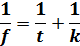 1/f = 1/t + 1/k